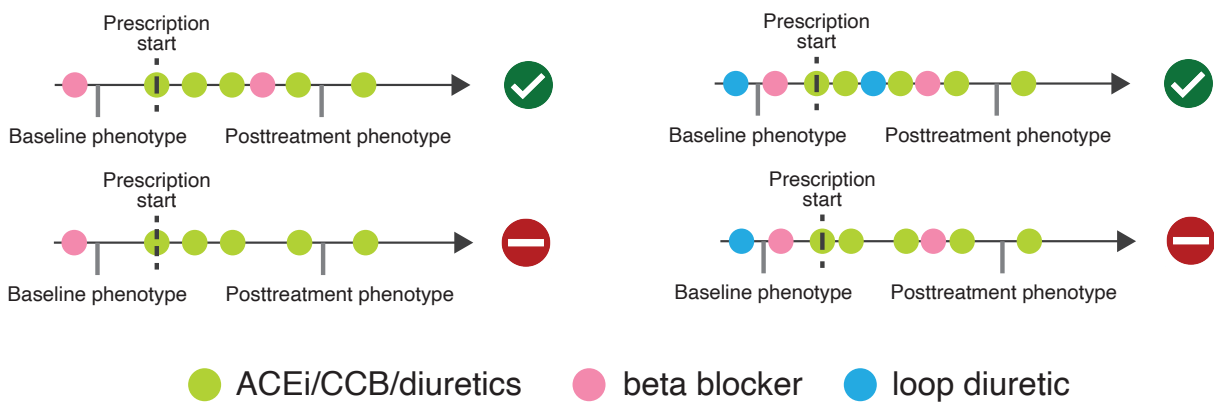 Prescription
start
Baseline phenotype
Posttreatment phenotype
Prescription
start
Baseline phenotype
Posttreatment phenotype
Prescription
start
Baseline phenotype
Posttreatment phenotype
Prescription
start
Baseline phenotype
Posttreatment phenotype
ACEi/CCB/diuretics
beta blocker
loop diuretic